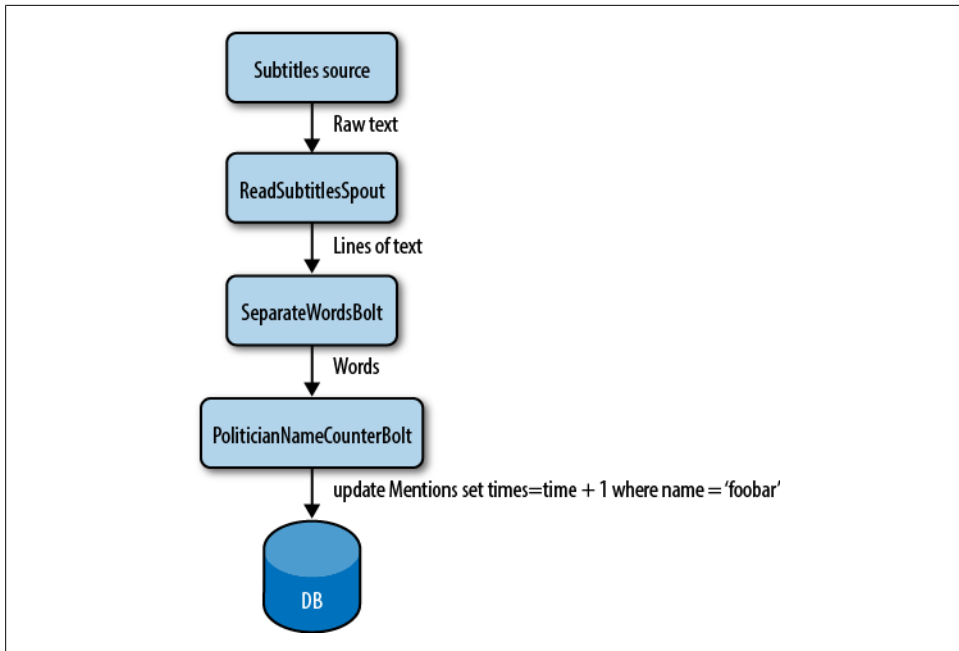 Subtitles source
Raw text
ReadSubtitlesSpout
Lines of text
SeparateWordsBolt
Words
PoliticianNameCounterBolt
update Mentions set times=time + 1 where name = ‘foobar’
DB